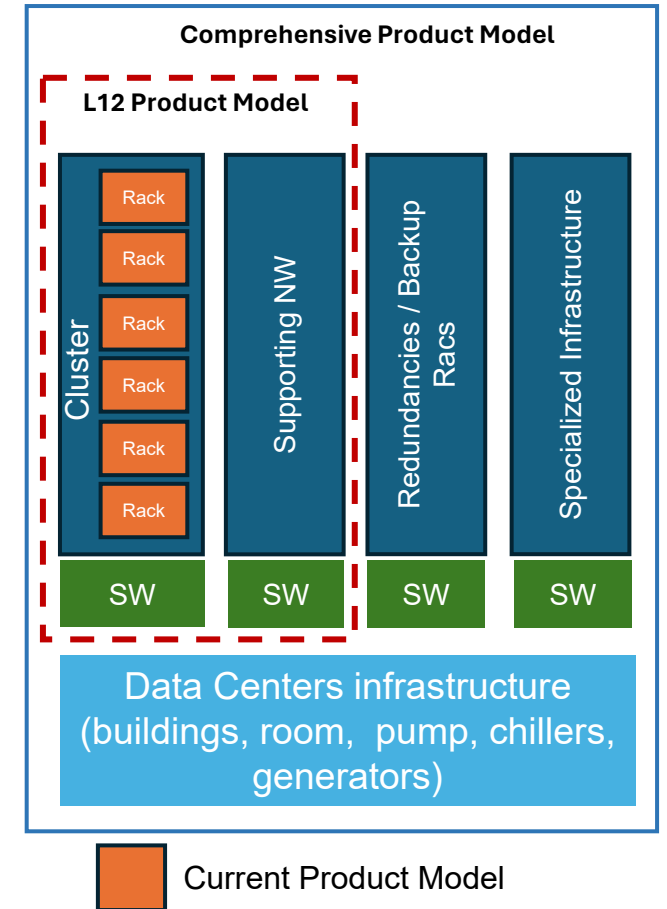 Comprehensive Product Model
L12 Product Model
Cluster
Rack
Rack
Rack
Rack
Rack
Rack
Supporting NW
Redundancies / Backup
Racs
Specialized Infrastructure
SW
SW
SW
SW
Data Centers infrastructure
(buildings, room, pump, chillers,
generators)
Current Product Model